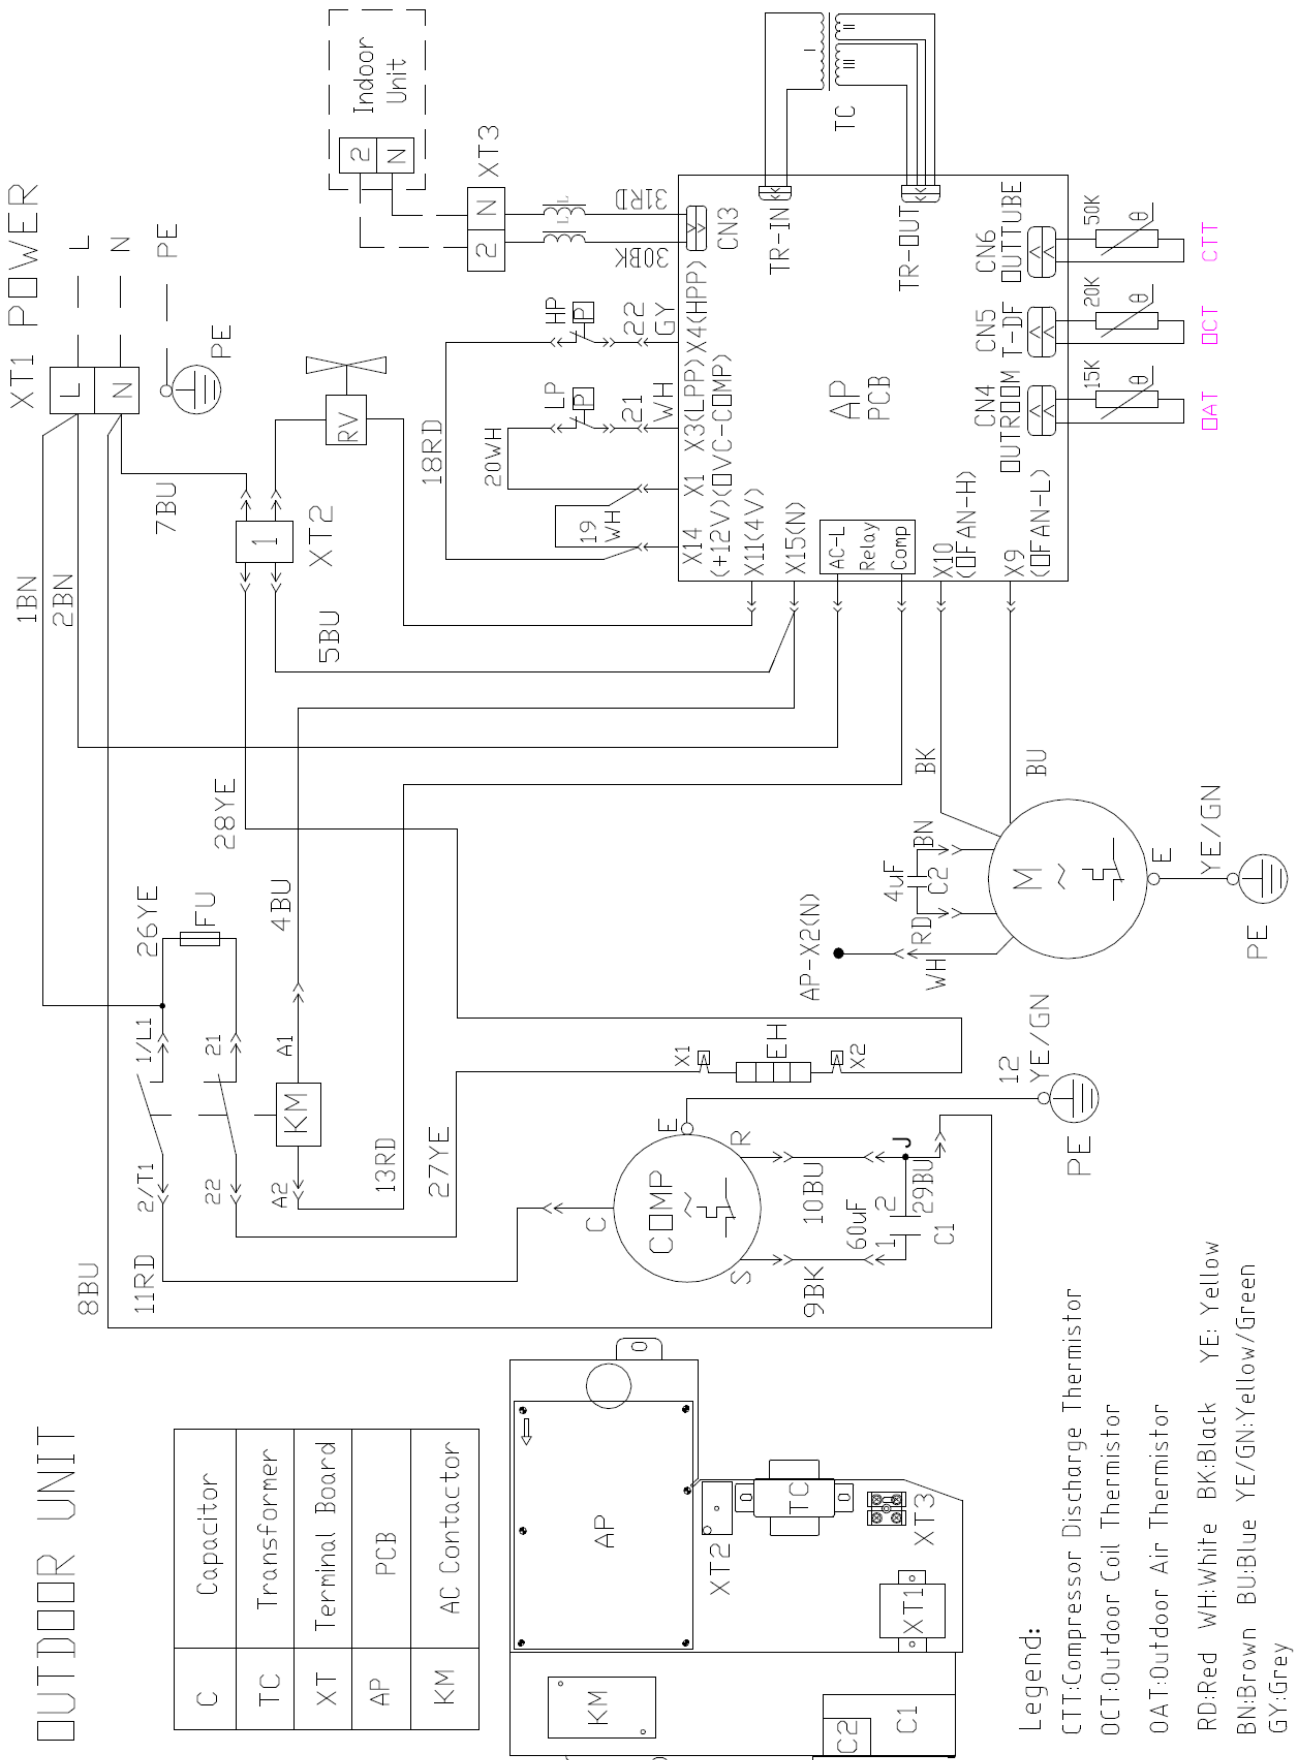 OUTDOOR UNIT
C Capacitor
TC Transformer
XT Terminal Board
AP PCB
KM AC Contactor
AP
XT2
TC
XT3
XT1
KM
C2
C1
Legend:
CTT:Compressor Discharge Thermistor
OCT:Outdoor Coil Thermistor
OAT:Outdoor Air Thermistor
RD:Red WH:White BK:Black YE: Yellow
BN:Brown BU:Blue YE/GN:Yellow/Green
GY:Grey
XT1 POWER
L
N
L
N
PE
PE
1BN
2BN
8BU
7BU
1
XT2
5BU
28YE
26YE
FU
1/L1
2/T1
21
22
11RD
4BU
A1
KM
A2
13RD
27YE
X1
EH
X2
COMP
~
C
E
R
S
10BU
9BK
60uF
1
2
29BU
C1
J
12
YE/GN
PE
AP-X2(N)
WH
RD
4uF
C2
BN
BK
BU
M
~
E
YE/GN
PE
RV
18RD
20WH
19
WH
LP
P
21
WH
HP
P
22
GY
Indoor
Unit
2
N
XT3
2
N
30BK
31RD
L
L
CN3
X14
(+12V)
X1
(OVC-COMP)
X3(LPP)
X4(HPP)
X11(4V)
X15(N)
AC-L
Relay
Comp
X10
(OFAN-H)
X9
(OFAN-L)
AP
PCB
TR-IN
TR-OUT
TC
I
II
III
CN4
OUTROOM
CN5
T-DF
CN6
OUTTUBE
15K
θ
20K
θ
50K
θ
OAT
OCT
CTT